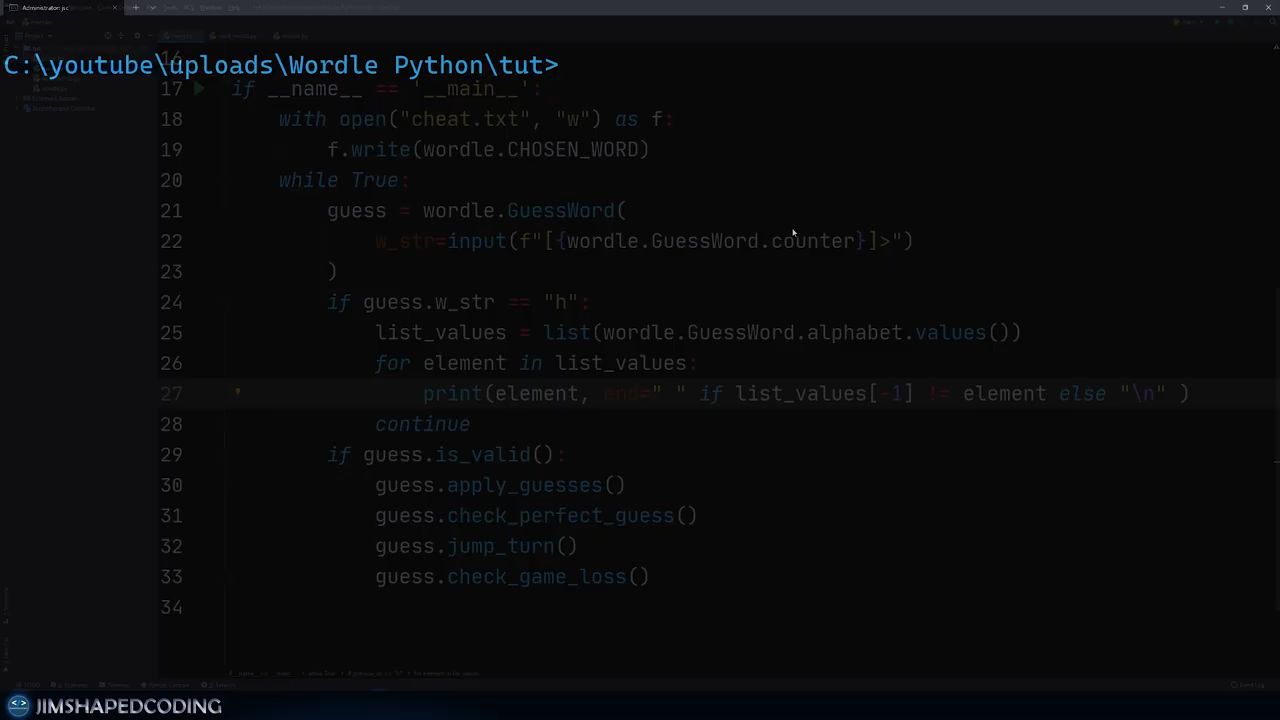 Administrator: jsc
C:\youtube\uploads\Wordle Python\tut>
16
17 if __name__ == '__main__':
18 with open("cheat.txt", "w") as f:
19 f.write(wordle.CHOSEN_WORD)
20 while True:
21 guess = wordle.GuessWord(
22 w_str=input(f"[{wordle.GuessWord.counter}]>")
23 )
24 if guess.w_str == "h":
25 list_values = list(wordle.GuessWord.alphabet.values())
26 for element in list_values:
27 print(element, end=" " if list_values[-1] != element else "\n" )
28 continue
29 if guess.is_valid():
30 guess.apply_guesses()
31 guess.check_perfect_guess()
32 guess.jump_turn()
33 guess.check_game_loss()
34
JIMSHAPEDCODING